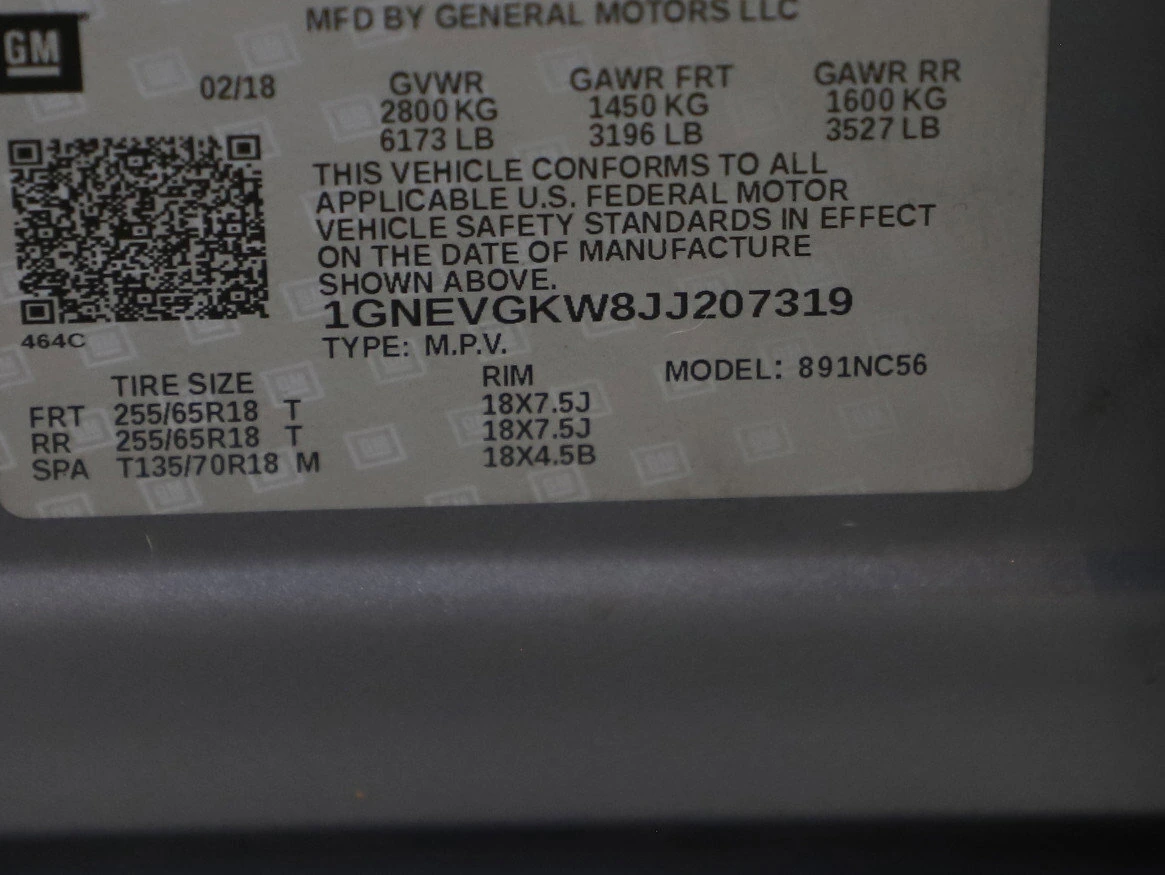 MFD BY GENERAL MOTORS LLC
GM
02/18 GVWR GAWR FRT GAWR RR
2800 KG 1450 KG 1600 KG
6173 LB 3196 LB 3527 LB
THIS VEHICLE CONFORMS TO ALL
APPLICABLE U.S. FEDERAL MOTOR
VEHICLE SAFETY STANDARDS IN EFFECT
ON THE DATE OF MANUFACTURE
SHOWN ABOVE.
1GNEVGKW8JJ207319
464C
TYPE: M.P.V.
TIRE SIZE RIM MODEL: 891NC56
FRT 255/65R18 T 18X7.5J
RR 255/65R18 T 18X7.5J
SPA T135/70R18 M 18X4.5B